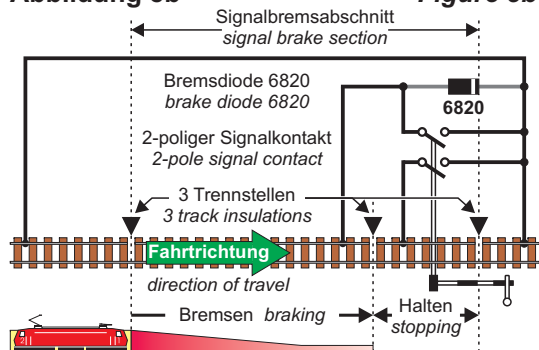 Abbildung 6b
Figure 6b
Signalbremsabschnitt
signal brake section
Bremsdiode 6820
brake diode 6820
6820
2-poliger Signalkontakt
2-pole signal contact
3 Trennstellen
3 track insulations
Fahrtrichtung
direction of travel
Bremsen braking
Halten
stopping